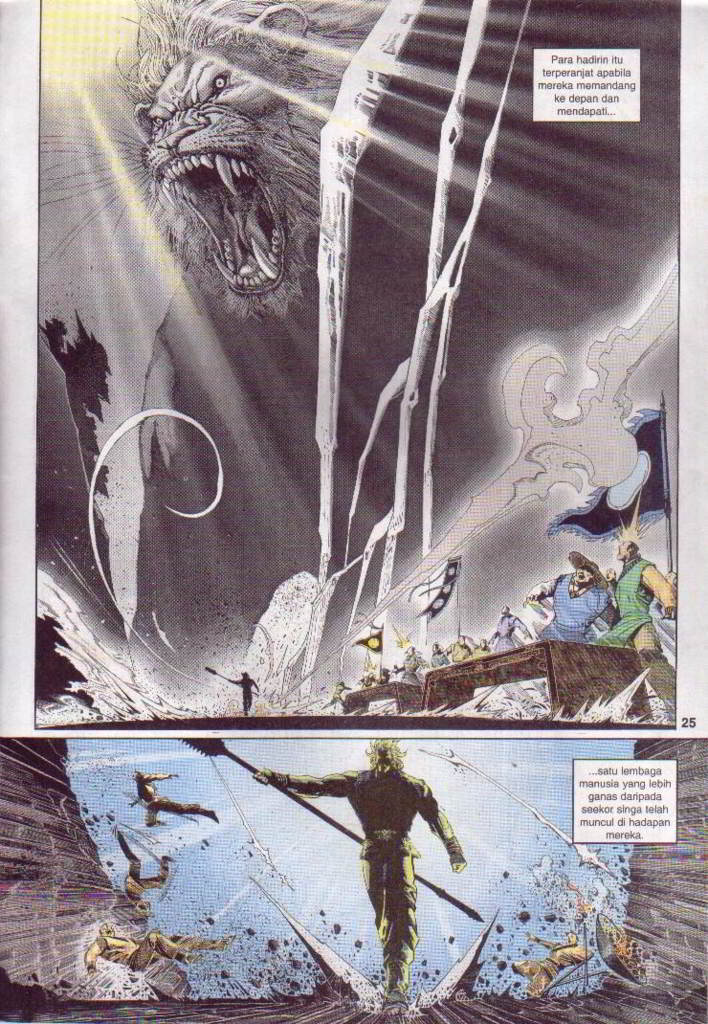 Para hadirin itu
terperanjat apabila
mereka memandang
ke depan dan
mendapati...
25
...satu lembaga
manusia yang lebih
ganas daripada
seekor singa telah
muncul di hadapan
mereka.